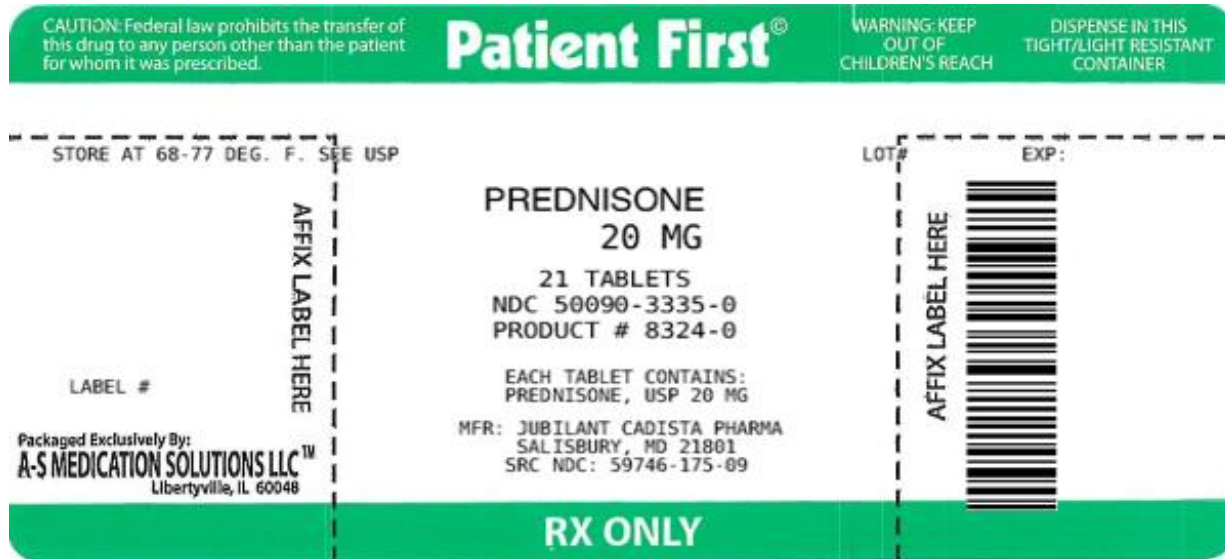 CAUTION: Federal law prohibits the transfer of
this drug to any person other than the patient
for whom it was prescribed.
Patient First©
WARNING: KEEP
OUT OF
CHILDREN'S REACH
DISPENSE IN THIS
TIGHT/LIGHT RESISTANT
CONTAINER
STORE AT 68-77 DEG. F. SEE USP
LOT#
EXP:
AFFIX LABEL HERE
PREDNISONE
20 MG
21 TABLETS
NDC 50090-3335-0
PRODUCT # 8324-0
EACH TABLET CONTAINS:
PREDNISONE, USP 20 MG
MFR: JUBILANT CADISTA PHARMA
SALISBURY, MD 21801
SRC NDC: 59746-175-09
AFFIX LABEL HERE
LABEL #
Packaged Exclusively By:
A-S MEDICATION SOLUTIONS LLC™
Libertyville, IL 60048
RX ONLY